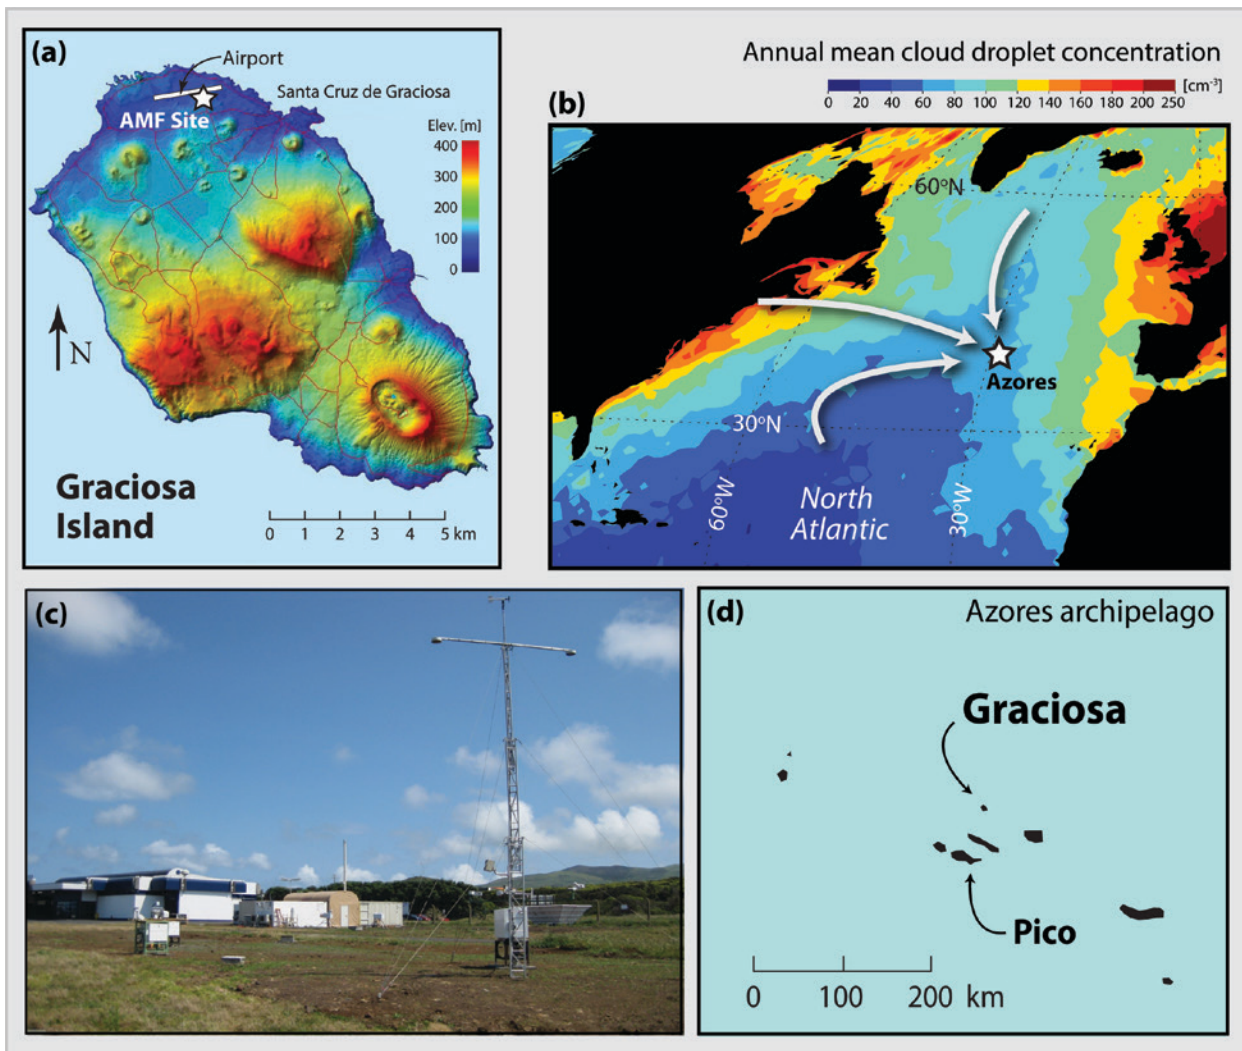 (a)
Airport
Santa Cruz de Graciosa
AMF Site
Elev. [m]
400
300
200
100
0
N
Graciosa
Island
0 1 2 3 4 5 km
Annual mean cloud droplet concentration
[cm-3]
0 20 40 60 80 100 120 140 160 180 200 250
(b)
60°N
Azores
30°N
60°W
North
Atlantic
30°W
(c)
(d)
Azores archipelago
Graciosa
Pico
0 100 200 km